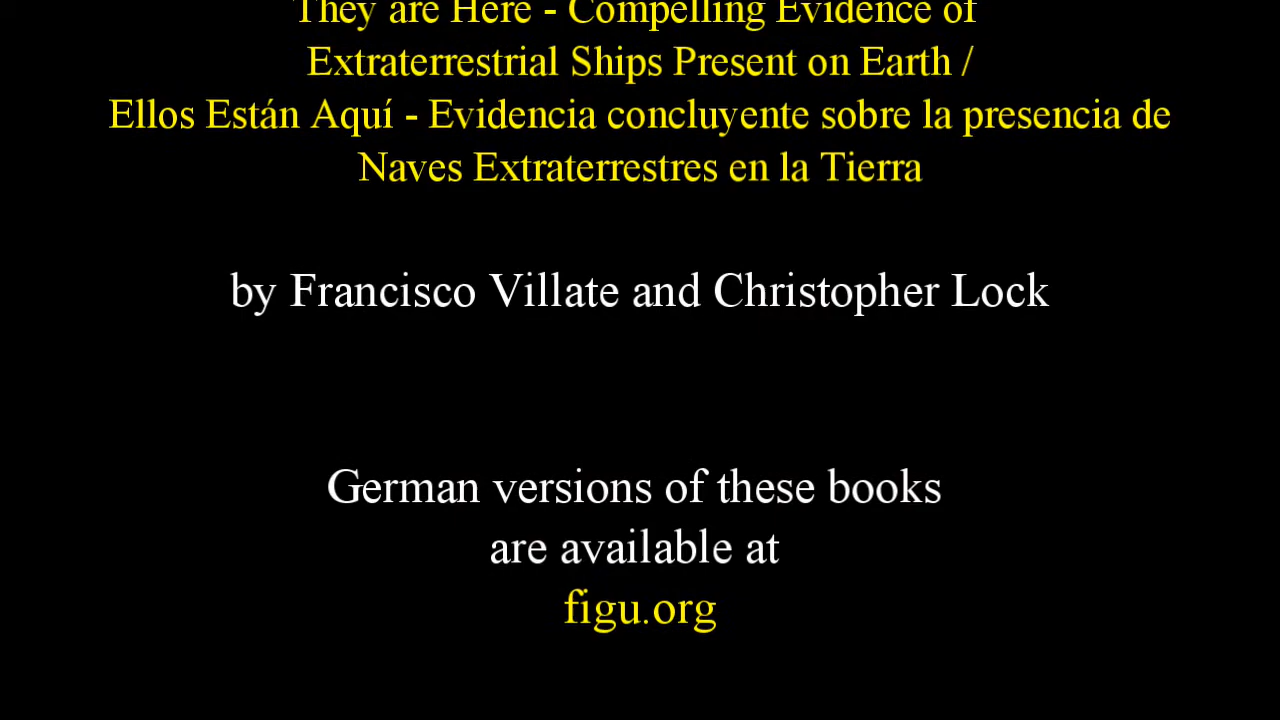 They are Here - Compelling Evidence of
Extraterrestrial Ships Present on Earth /
Ellos Están Aquí - Evidencia concluyente sobre la presencia de
Naves Extraterrestres en la Tierra
by Francisco Villate and Christopher Lock
German versions of these books
are available at
figu.org